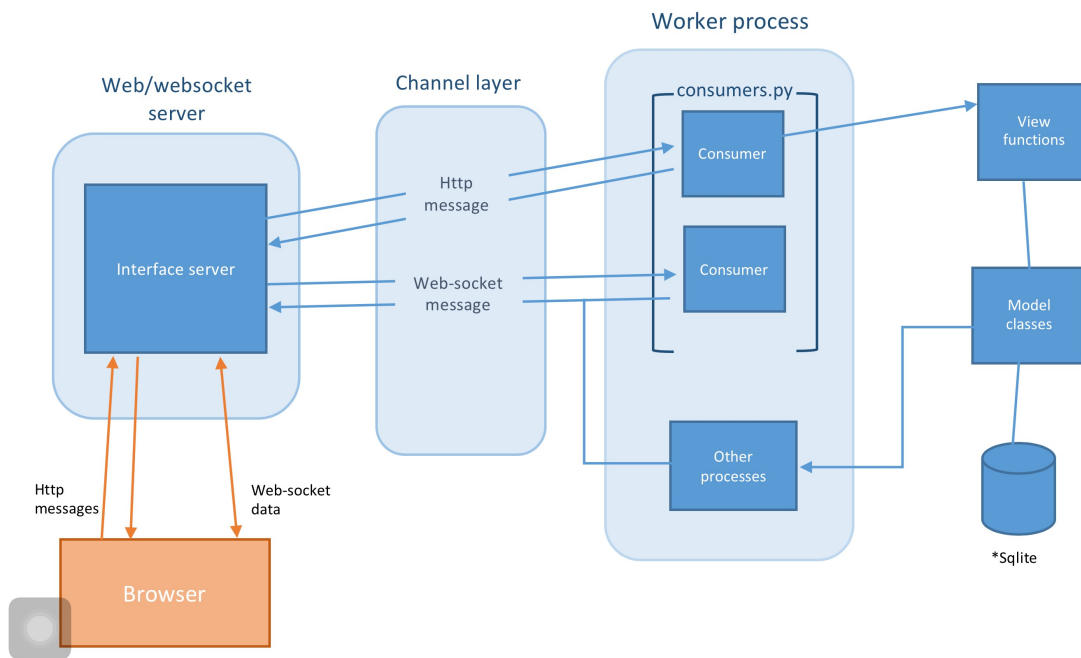 Worker process
Web/websocket
server
Channel layer
consumers.py
View
functions
Consumer
Http
message
Interface server
Web-socket
message
Consumer
Model
classes
Other
processes
Http
messages
Web-socket
data
*Sqlite
Browser